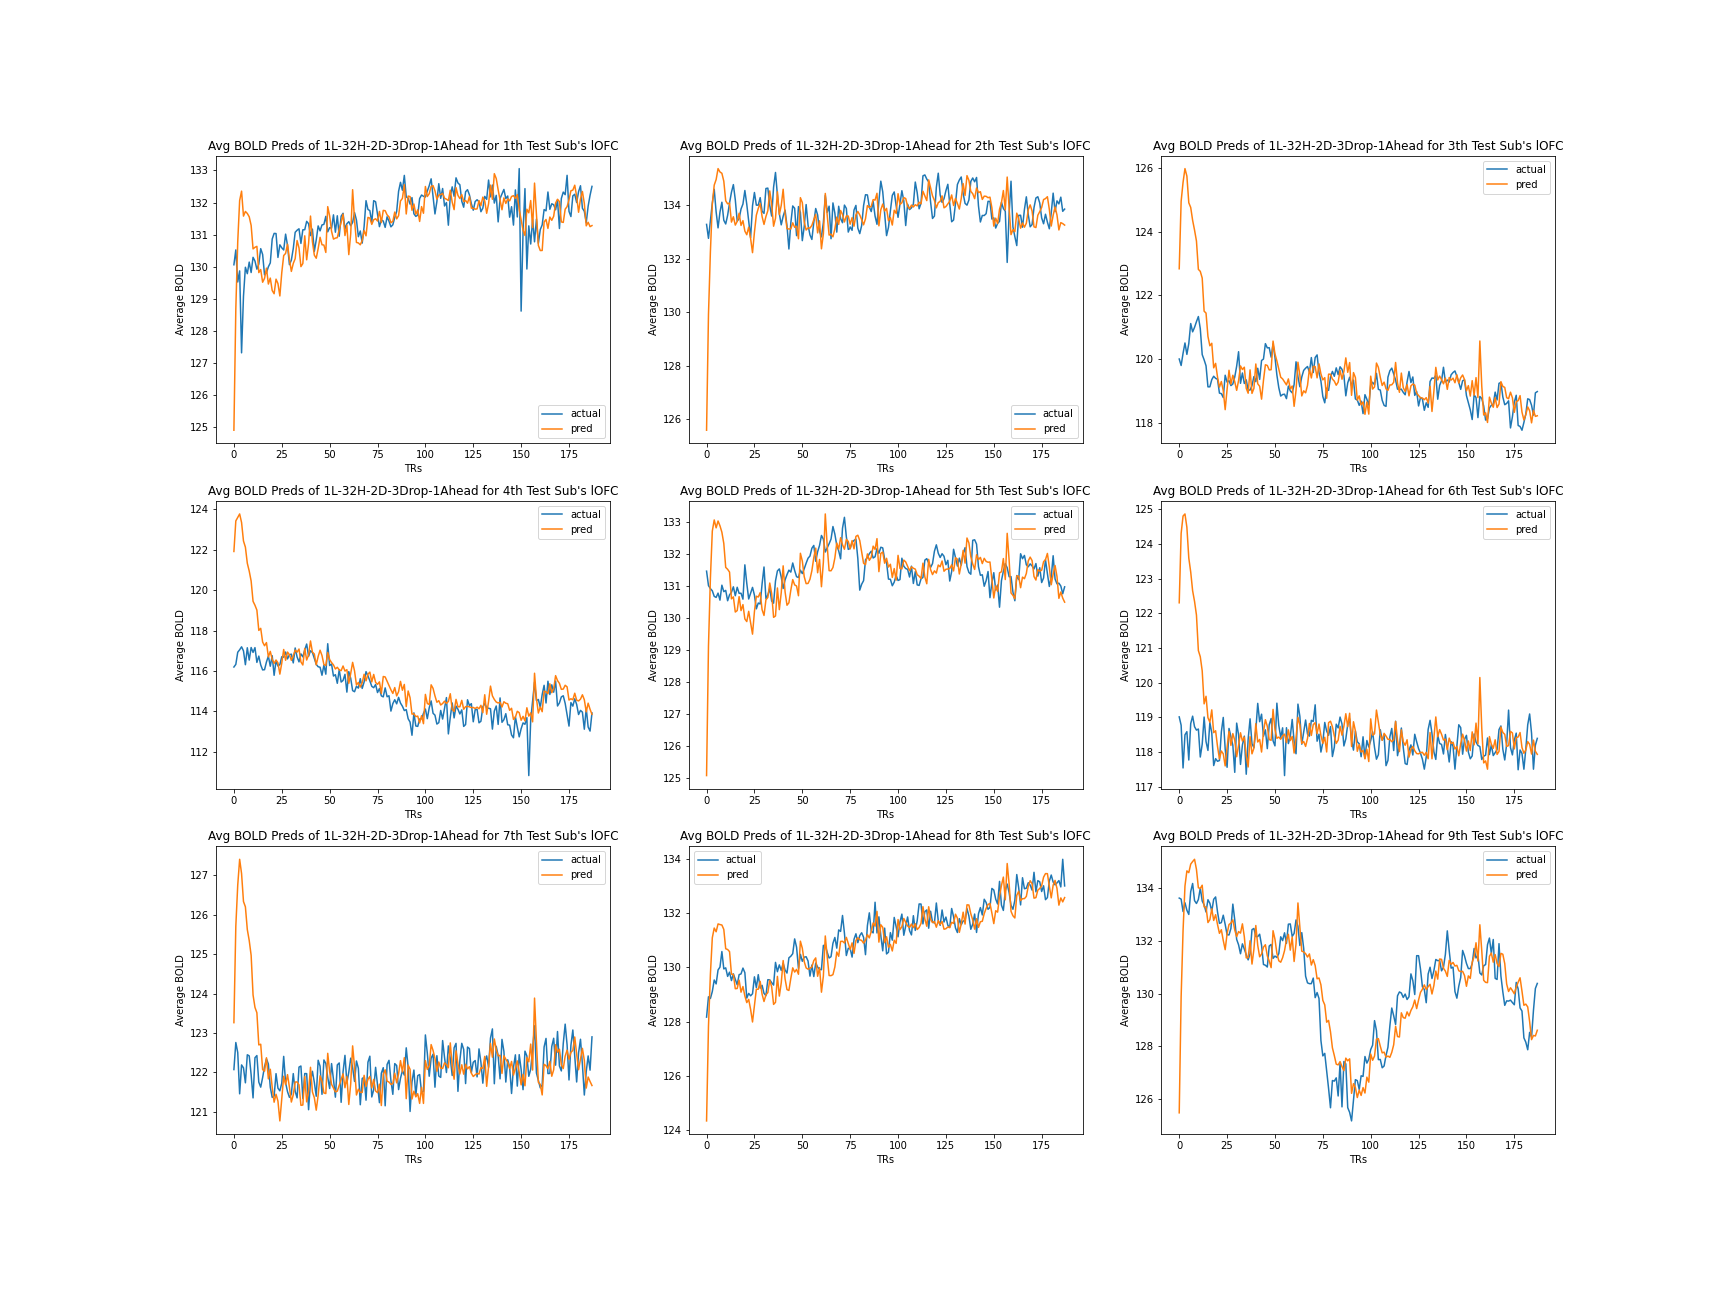 Avg BOLD Preds of 1L-32H-2D-3Drop-1Ahead for 1th Test Sub's lOFC
133
132
131
130
129
128
127
126
125
Average BOLD
0 25 50 75 100 125 150 175
TRs
actual
pred
Avg BOLD Preds of 1L-32H-2D-3Drop-1Ahead for 2th Test Sub's lOFC
134
132
130
128
126
Average BOLD
0 25 50 75 100 125 150 175
TRs
actual
pred
Avg BOLD Preds of 1L-32H-2D-3Drop-1Ahead for 3th Test Sub's lOFC
126
124
122
120
118
Average BOLD
0 25 50 75 100 125 150 175
TRs
actual
pred
Avg BOLD Preds of 1L-32H-2D-3Drop-1Ahead for 4th Test Sub's lOFC
124
122
120
118
116
114
112
Average BOLD
0 25 50 75 100 125 150 175
TRs
actual
pred
Avg BOLD Preds of 1L-32H-2D-3Drop-1Ahead for 5th Test Sub's lOFC
133
132
131
130
129
128
127
126
125
Average BOLD
0 25 50 75 100 125 150 175
TRs
actual
pred
Avg BOLD Preds of 1L-32H-2D-3Drop-1Ahead for 6th Test Sub's lOFC
125
124
123
122
121
120
119
118
117
Average BOLD
0 25 50 75 100 125 150 175
TRs
actual
pred
Avg BOLD Preds of 1L-32H-2D-3Drop-1Ahead for 7th Test Sub's lOFC
127
126
125
124
123
122
121
Average BOLD
0 25 50 75 100 125 150 175
TRs
actual
pred
Avg BOLD Preds of 1L-32H-2D-3Drop-1Ahead for 8th Test Sub's lOFC
134
132
130
128
126
124
Average BOLD
0 25 50 75 100 125 150 175
TRs
actual
pred
Avg BOLD Preds of 1L-32H-2D-3Drop-1Ahead for 9th Test Sub's lOFC
134
132
130
128
126
Average BOLD
0 25 50 75 100 125 150 175
TRs
actual
pred